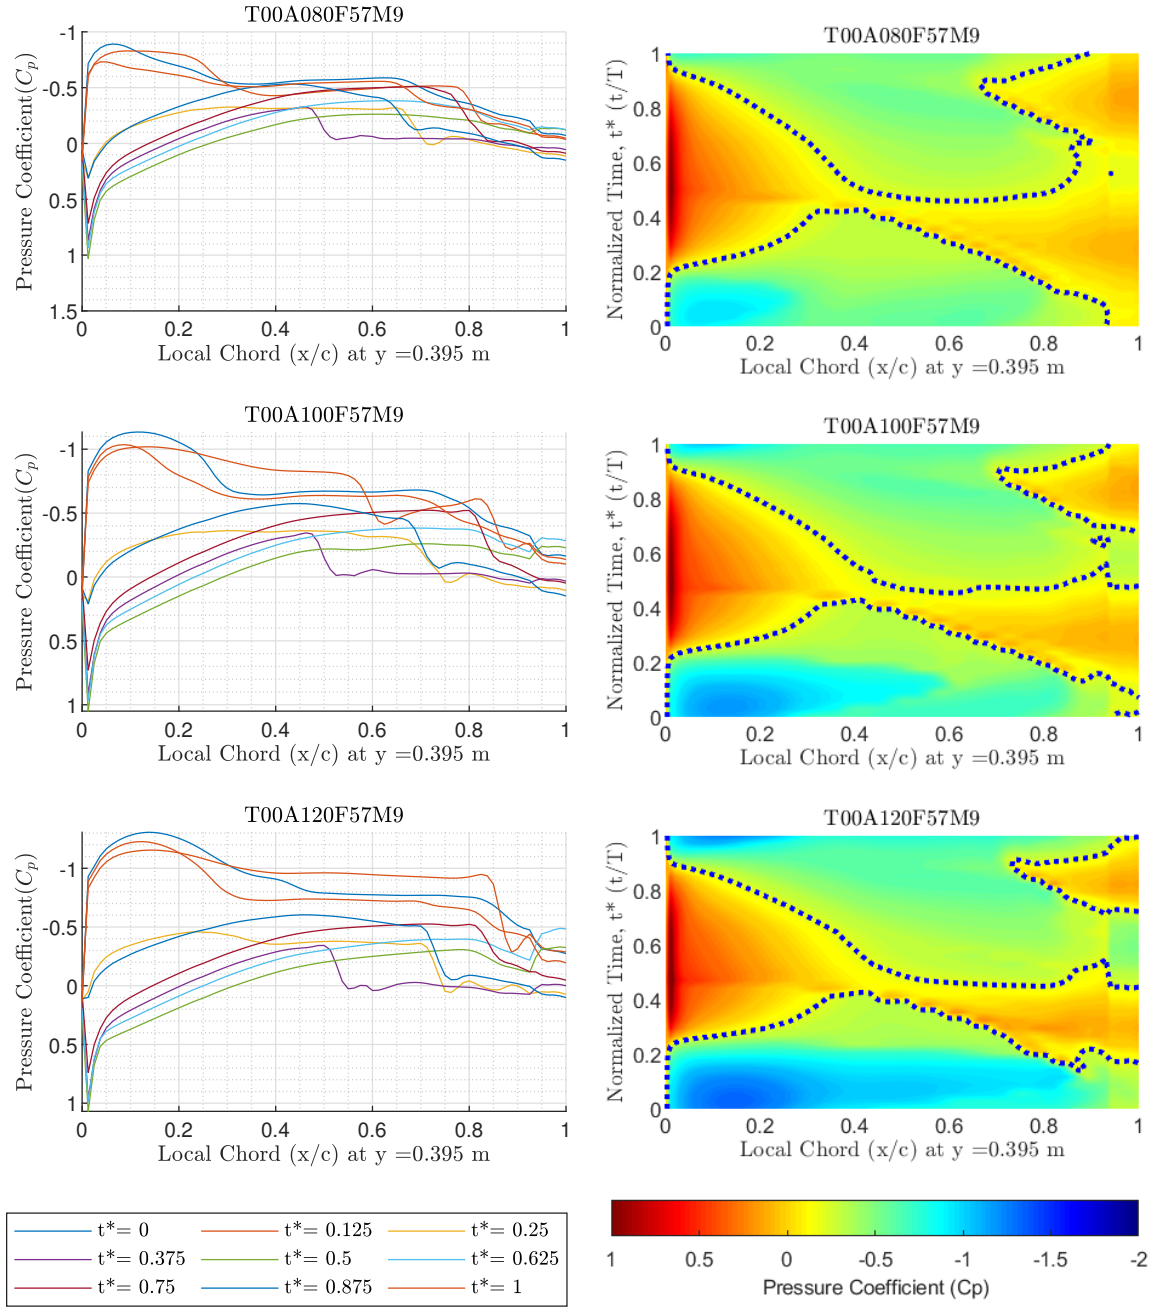 T00A080F57M9
-1
-0.5
0
0.5
1
1.5
0 0.2 0.4 0.6 0.8 1
Pressure Coefficient(Cp)
Local Chord (x/c) at y =0.395 m
T00A080F57M9
1
0.8
0.6
0.4
0.2
0
0 0.2 0.4 0.6 0.8 1
Normalized Time, t* (t/T)
Local Chord (x/c) at y =0.395 m
T00A100F57M9
-1
-0.5
0
0.5
1
0 0.2 0.4 0.6 0.8 1
Pressure Coefficient(Cp)
Local Chord (x/c) at y =0.395 m
T00A100F57M9
1
0.8
0.6
0.4
0.2
0
0 0.2 0.4 0.6 0.8 1
Normalized Time, t* (t/T)
Local Chord (x/c) at y =0.395 m
T00A120F57M9
-1
-0.5
0
0.5
1
0 0.2 0.4 0.6 0.8 1
Pressure Coefficient(Cp)
Local Chord (x/c) at y =0.395 m
T00A120F57M9
1
0.8
0.6
0.4
0.2
0
0 0.2 0.4 0.6 0.8 1
Normalized Time, t* (t/T)
Local Chord (x/c) at y =0.395 m
t*= 0 t*= 0.125 t*= 0.25
t*= 0.375 t*= 0.5 t*= 0.625
t*= 0.75 t*= 0.875 t*= 1
1 0.5 0 -0.5 -1 -1.5 -2
Pressure Coefficient (Cp)